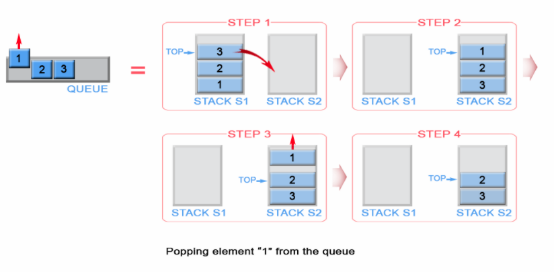 1
2 3
QUEUE
=
STEP 1
TOP
3
2
1
STACK S1 STACK S2
STEP 2
TOP
1
2
3
STACK S1 STACK S2
STEP 3
1
TOP
2
3
STACK S1 STACK S2
STEP 4
TOP
2
3
STACK S1 STACK S2
Popping element "1" from the queue